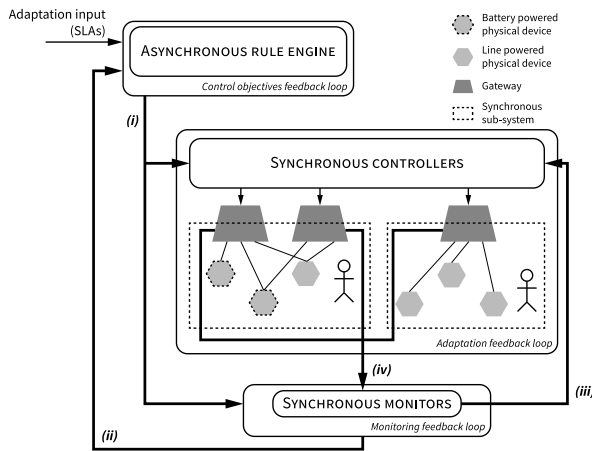 Adaptation input
(SLAs)
ASYNCHRONOUS RULE ENGINE
Control objectives feedback loop
Battery powered
physical device
Line powered
physical device
Gateway
Synchronous
sub-system
(i)
SYNCHRONOUS CONTROLLERS
Adaptation feedback loop
(iv)
(iii)
SYNCHRONOUS MONITORS
Monitoring feedback loop
(ii)